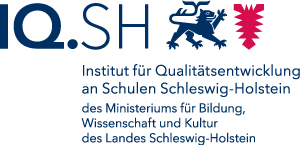 IQ.SH
Institut für Qualitätsentwicklung
an Schulen Schleswig-Holstein
des Ministeriums für Bildung,
Wissenschaft und Kultur
des Landes Schleswig-Holstein